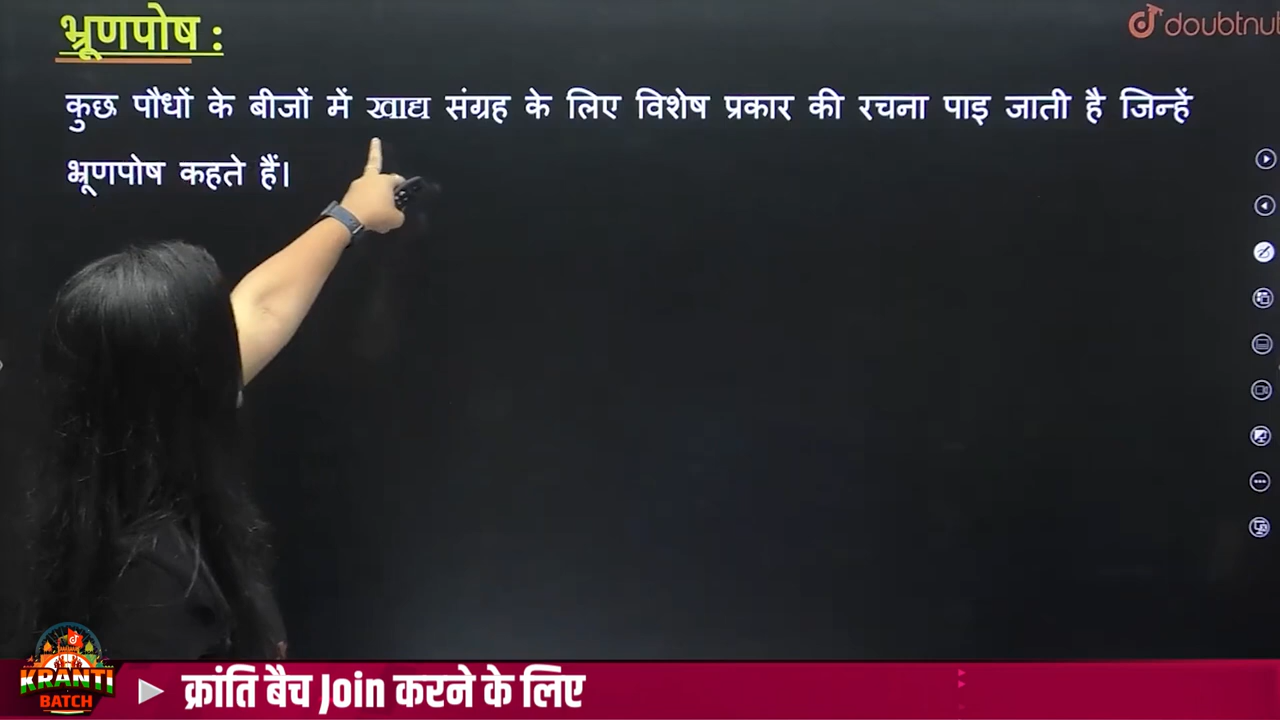 भ्रूणपोष :
doubtnut
कुछ पौधों के बीजों में खाद्य संग्रह के लिए विशेष प्रकार की रचना पाइ जाती है जिन्हें
भ्रूणपोष कहते हैं।
KRANTI
BATCH
क्रांति बैच Join करने के लिए